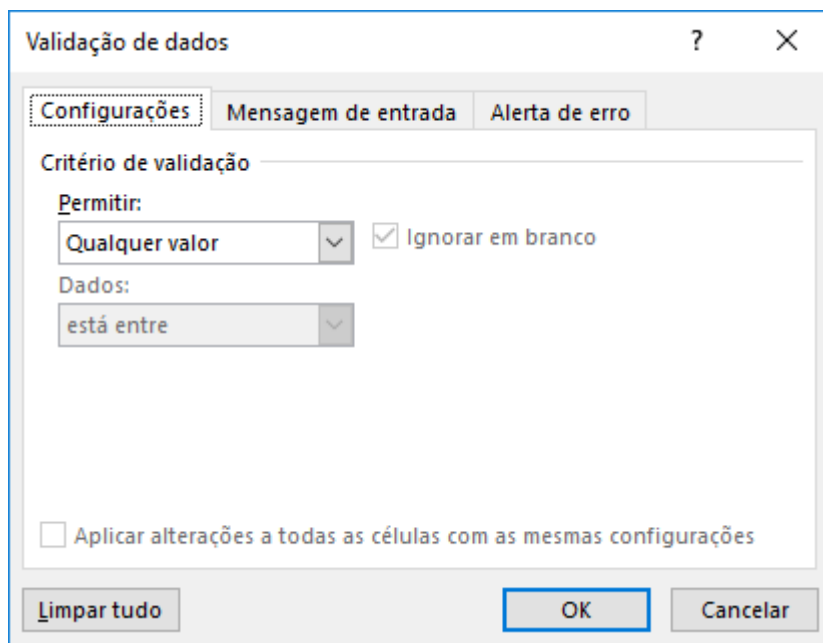 Validação de dados ?
Configurações Mensagem de entrada Alerta de erro
Critério de validação
Permitir:
Qualquer valor Ignorar em branco
Dados:
está entre
Aplicar alterações a todas as células com as mesmas configurações
Limpar tudo OK Cancelar